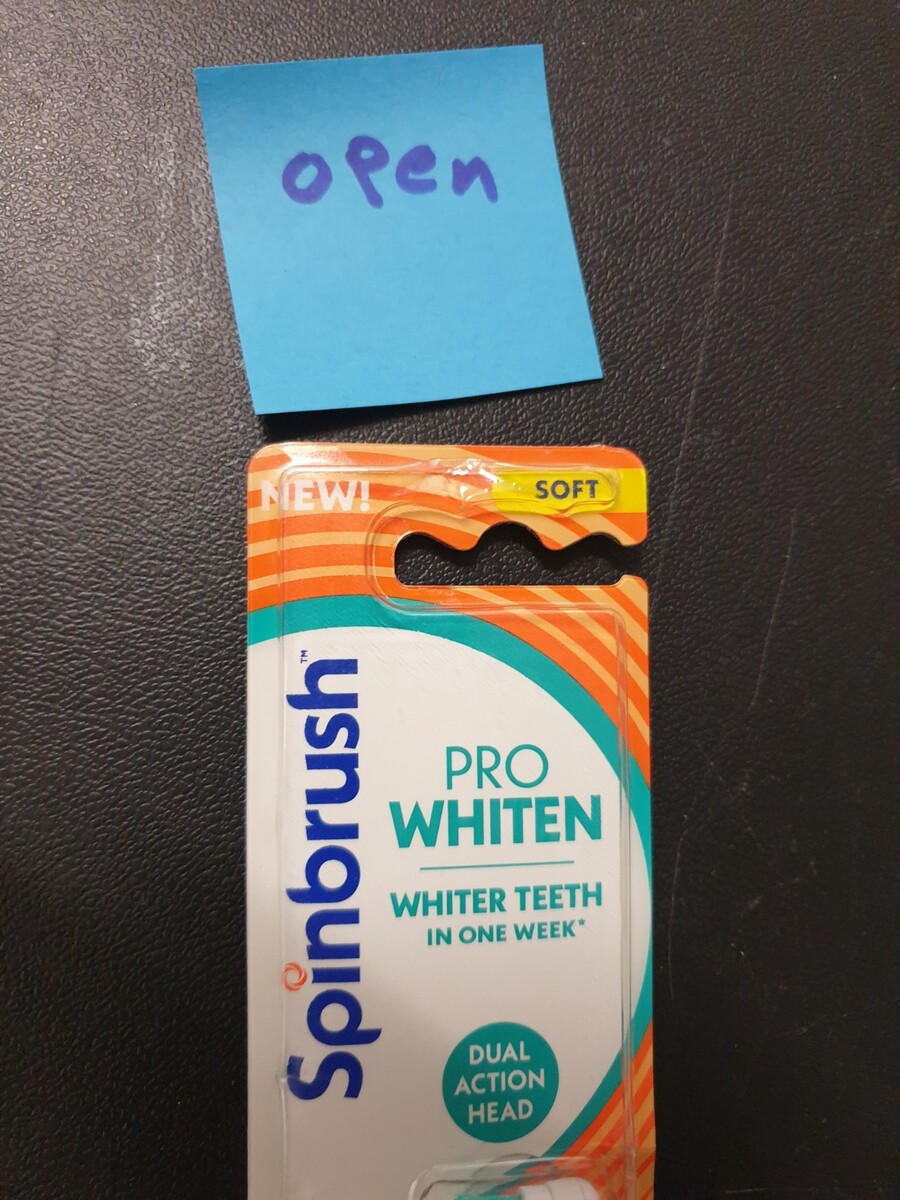 open
NEW!
SOFT
Spinbrush™
PRO
WHITEN
WHITER TEETH
IN ONE WEEK*
DUAL
ACTION
HEAD